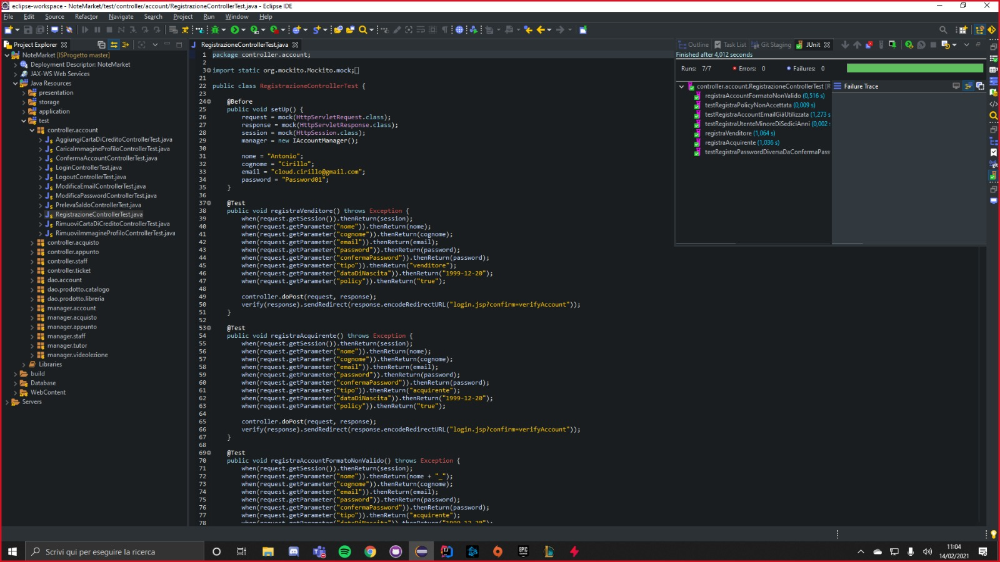 eclipse-workspace - NoteMarket/test/controller/account/RegistrazioneControllerTest.java - Eclipse IDE
File Edit Source Refactor Navigate Search Project Run Window Help
Project Explorer
NoteMarket [ISProgetto master]
Deployment Descriptor: NoteMarket
JAX-WS Web Services
Java Resources
presentation
storage
application
test
controller.account
AggiungiCartaDiCreditoControllerTest.java
CaricaImmagineProfiloControllerTest.java
ConfermaAccountControllerTest.java
LoginControllerTest.java
LogoutControllerTest.java
ModificaEmailControllerTest.java
ModificaPasswordControllerTest.java
PrelevaSaldoControllerTest.java
RegistrazioneControllerTest.java
RimuoviCartaDiCreditoControllerTest.java
RimuoviImmagineProfiloControllerTest.java
controller.acquisto
controller.appunto
controller.staff
controller.ticket
dao.account
dao.prodotto.catalogo
dao.prodotto.libreria
manager.account
manager.acquisto
manager.appunto
manager.staff
manager.tutor
manager.videolezione
Libraries
build
Database
WebContent
Servers
RegistrazioneControllerTest.java
1 package controller.account;
2
3 import static org.mockito.Mockito.mock;
21
22 public class RegistrazioneControllerTest {
23
24 @Before
25 public void setUp() {
26 request = mock(HttpServletRequest.class);
27 response = mock(HttpServletResponse.class);
28 session = mock(HttpSession.class);
29 manager = new IAccountManager();
30
31 nome = "Antonio";
32 cognome = "Cirillo";
33 email = "cloud.cirillo@gmail.com";
34 password = "Password01";
35 }
36
37 @Test
38 public void registraVenditore() throws Exception {
39 when(request.getSession()).thenReturn(session);
40 when(request.getParameter("nome")).thenReturn(nome);
41 when(request.getParameter("cognome")).thenReturn(cognome);
42 when(request.getParameter("email")).thenReturn(email);
43 when(request.getParameter("password")).thenReturn(password);
44 when(request.getParameter("confermaPassword")).thenReturn(password);
45 when(request.getParameter("tipo")).thenReturn("venditore");
46 when(request.getParameter("dataDiNascita")).thenReturn("1999-12-20");
47 when(request.getParameter("policy")).thenReturn("true");
48
49 controller.doPost(request, response);
50 verify(response).sendRedirect(response.encodeRedirectURL("login.jsp?confirm=verifyAccount"));
51 }
52
53 @Test
54 public void registraAcquirente() throws Exception {
55 when(request.getSession()).thenReturn(session);
56 when(request.getParameter("nome")).thenReturn(nome);
57 when(request.getParameter("cognome")).thenReturn(cognome);
58 when(request.getParameter("email")).thenReturn(email);
59 when(request.getParameter("password")).thenReturn(password);
60 when(request.getParameter("confermaPassword")).thenReturn(password);
61 when(request.getParameter("tipo")).thenReturn("acquirente");
62 when(request.getParameter("dataDiNascita")).thenReturn("1999-12-20");
63 when(request.getParameter("policy")).thenReturn("true");
64
65 controller.doPost(request, response);
66 verify(response).sendRedirect(response.encodeRedirectURL("login.jsp?confirm=verifyAccount"));
67 }
68
69 @Test
70 public void registraAccountFormatoNonValido() throws Exception {
71 when(request.getSession()).thenReturn(session);
72 when(request.getParameter("nome")).thenReturn(nome + "_");
73 when(request.getParameter("cognome")).thenReturn(cognome);
74 when(request.getParameter("email")).thenReturn(email);
75 when(request.getParameter("password")).thenReturn(password);
76 when(request.getParameter("confermaPassword")).thenReturn(password);
77 when(request.getParameter("tipo")).thenReturn("acquirente");
78 when(request.getParameter("dataDiNascita")).thenReturn("1999-12-20");
Outline Task List Git Staging JUnit
Finished after 4,012 seconds
Runs: 7/7 Errors: 0 Failures: 0
controller.account.RegistrazioneControllerTest [R
registraAccountFormatoNonValido (0,516 s)
testRegistraPolicyNonAccettata (0,009 s)
testRegistraAccountEmailGiàUtilizzata (1,273 s
testRegistraUtenteMinoreDiSediciAnni (0,002
registraVenditore (1,064 s)
registraAcquirente (1,036 s)
testRegistraPasswordDiversaDaConfermaPass
Failure Trace
Scrivi qui per eseguire la ricerca
EPIC
GAMES
11:04
14/02/2021